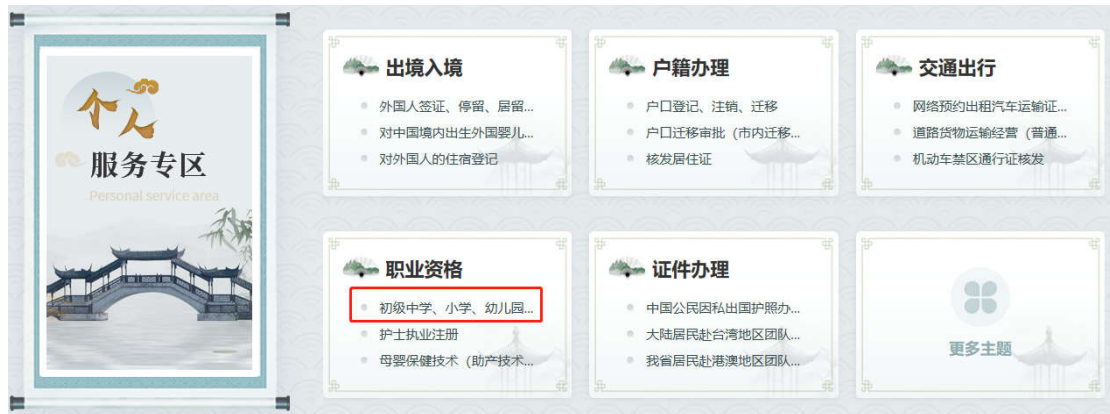 个人
服务专区
Personal service area
出境入境
外国人签证、停留、居留...
对中国境内出生外国婴儿...
对外国人的住宿登记
户籍办理
户口登记、注销、迁移
户口迁移审批（市内迁移...
核发居住证
交通出行
网络预约出租汽车运输证...
道路货物运输经营（普通...
机动车禁区通行证核发
职业资格
初级中学、小学、幼儿园...
护士执业注册
母婴保健技术（助产技术...
证件办理
中国公民因私出国护照办...
大陆居民赴台湾地区团队...
我省居民赴港澳地区团队...
更多主题